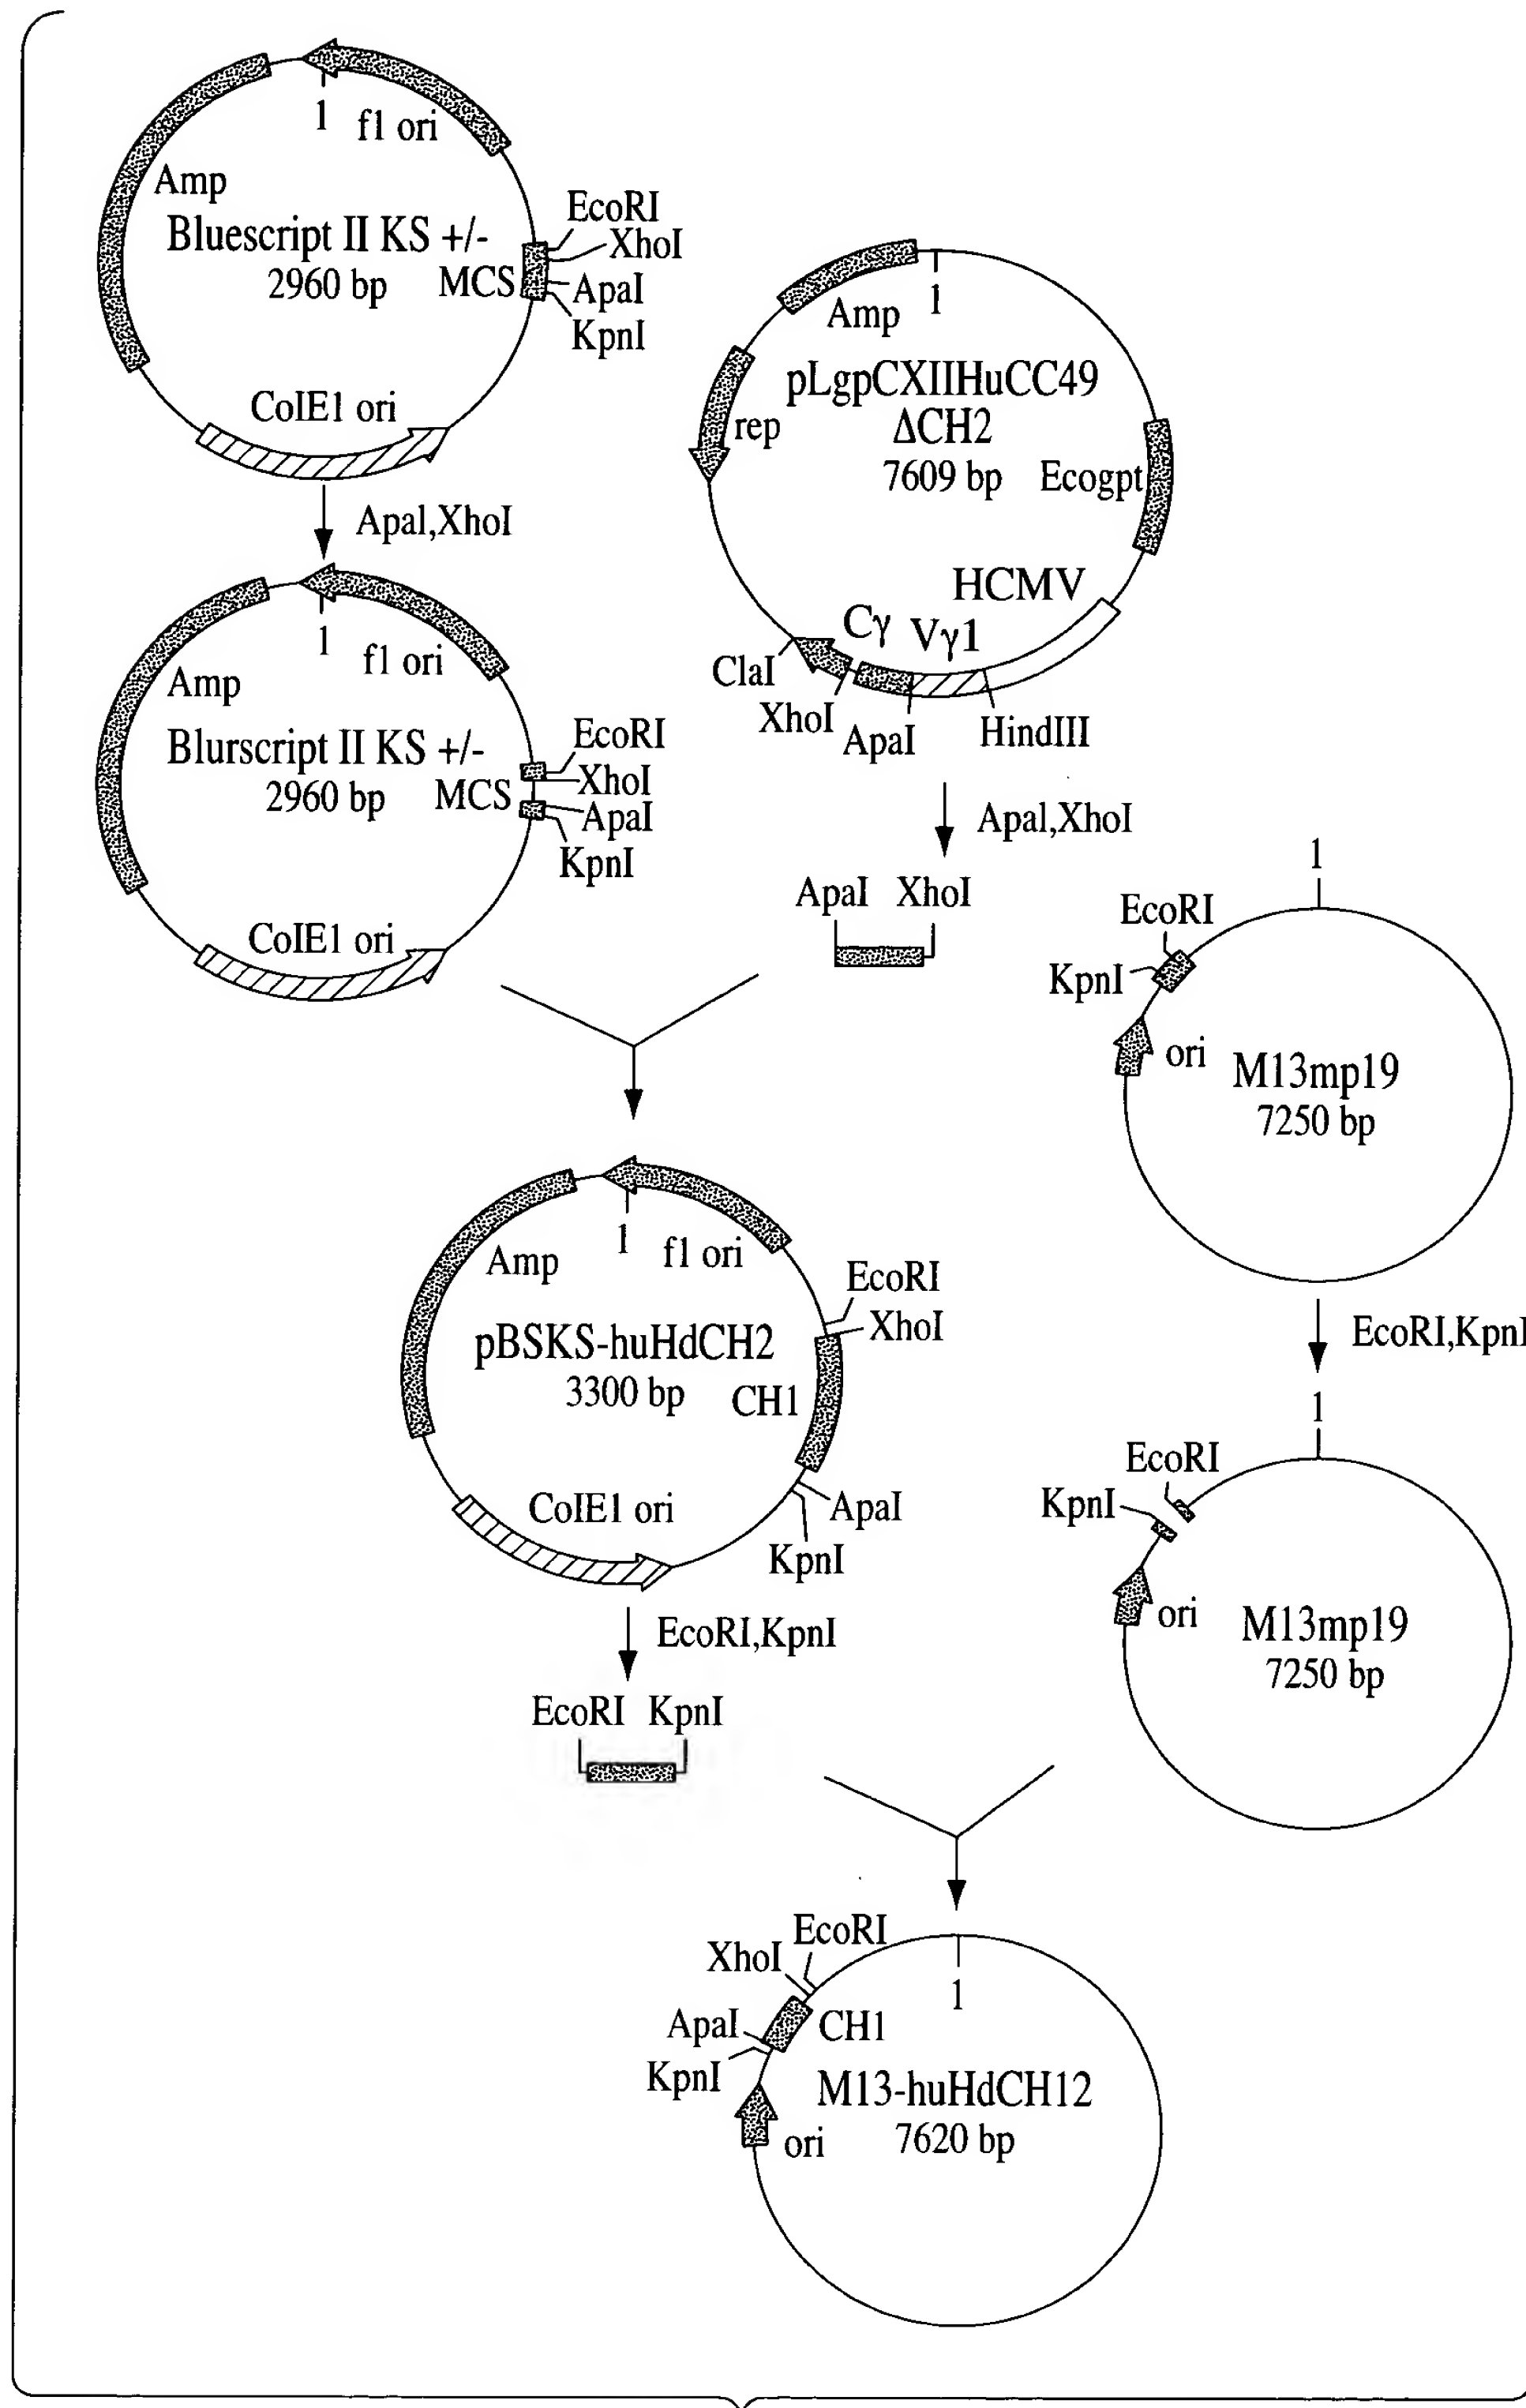 1
f1 ori
Amp
Bluescript II KS +/-
2960 bp
MCS
EcoRI
XhoI
ApaI
KpnI
ColE1 ori
ApaI,XhoI
1
f1 ori
Amp
Blurscript II KS +/-
2960 bp
MCS
EcoRI
XhoI
ApaI
KpnI
ColE1 ori
1
Amp
pLgpCXIIHuCC49
ΔCH2
7609 bp
rep
Ecogpt
HCMV
Cγ
Vγ1
ClaI
XhoI
ApaI
HindIII
ApaI,XhoI
ApaI XhoI
1
EcoRI
KpnI
ori
M13mp19
7250 bp
EcoRI,KpnI
1
EcoRI
KpnI
ori
M13mp19
7250 bp
1
f1 ori
Amp
pBSKS-huHdCH2
3300 bp
CH1
EcoRI
XhoI
ApaI
KpnI
ColE1 ori
EcoRI,KpnI
EcoRI KpnI
EcoRI
XhoI
1
ApaI
CH1
KpnI
M13-huHdCH12
7620 bp
ori